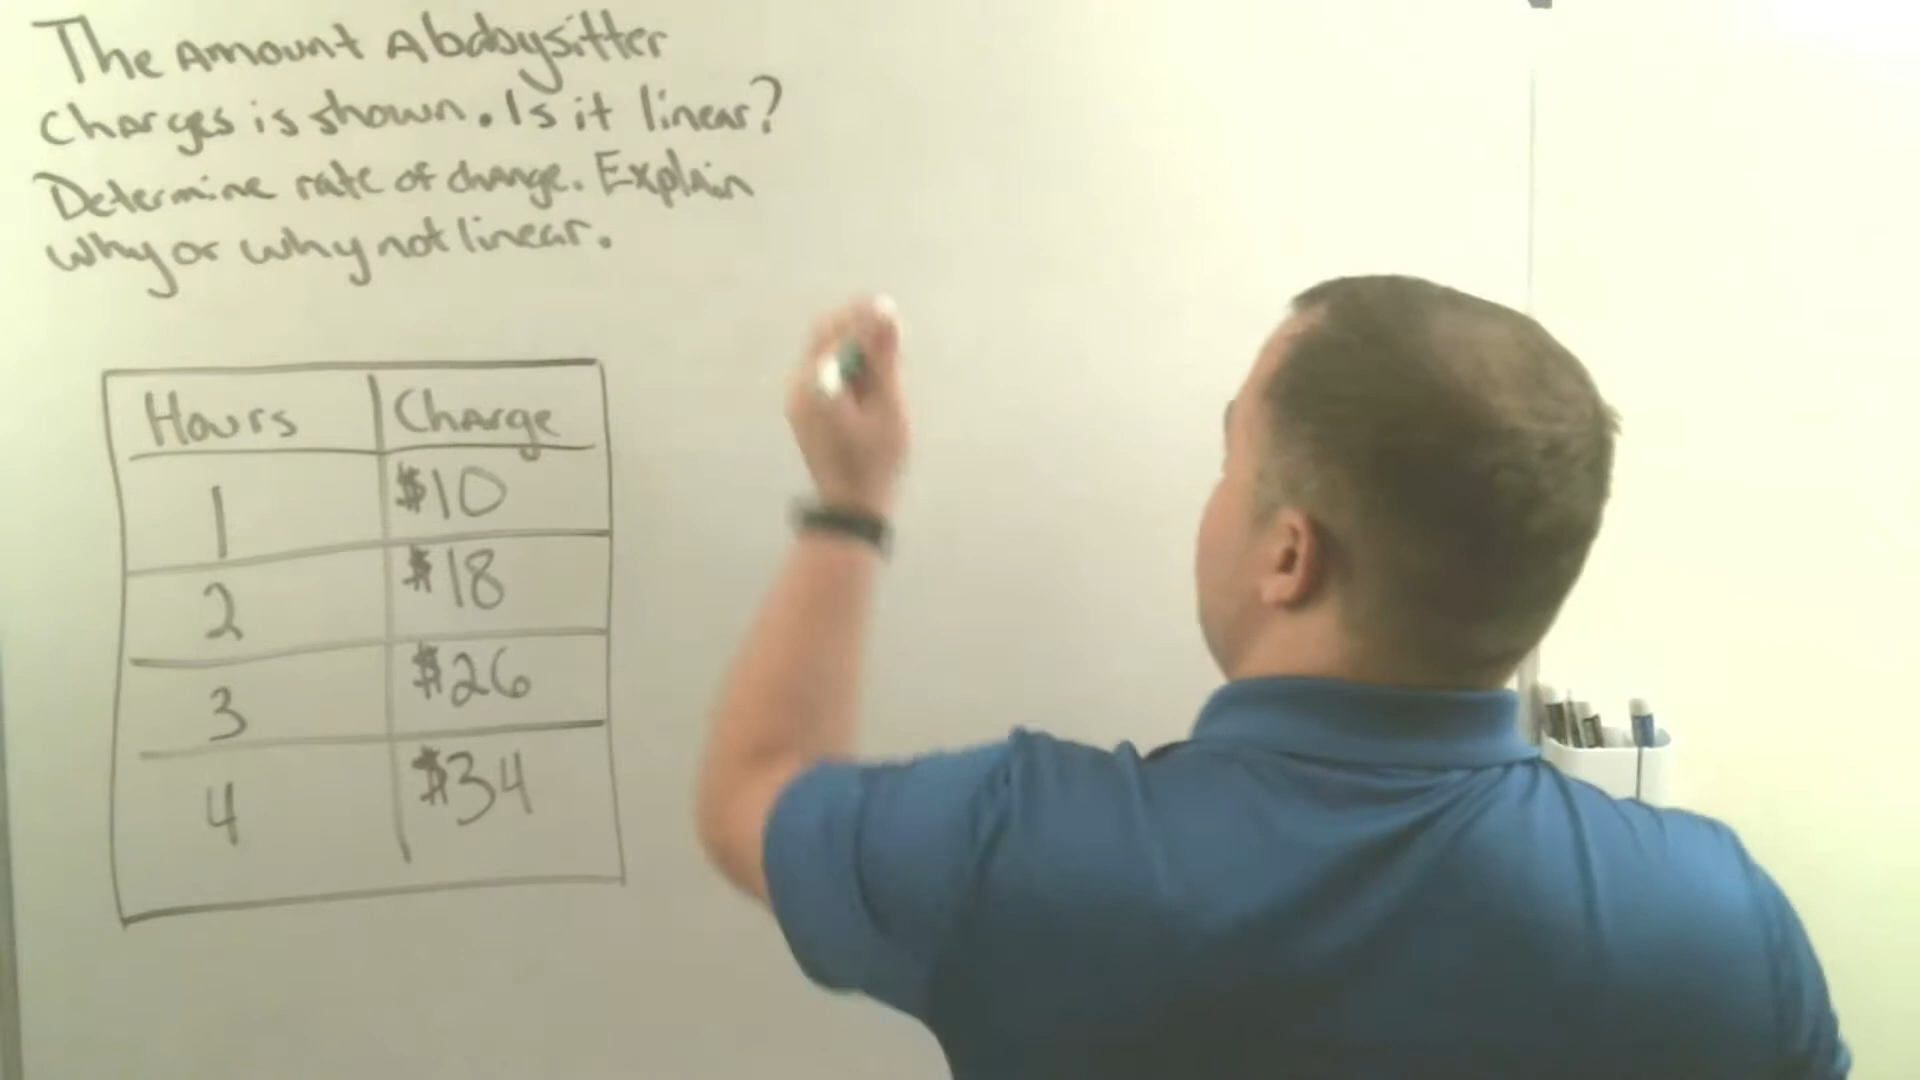 The amount A babysitter
charges is shown. Is it linear?
Determine rate of change. Explain
why or why not linear.
Hours Charge
1 $10
2 $18
3 $26
4 $34